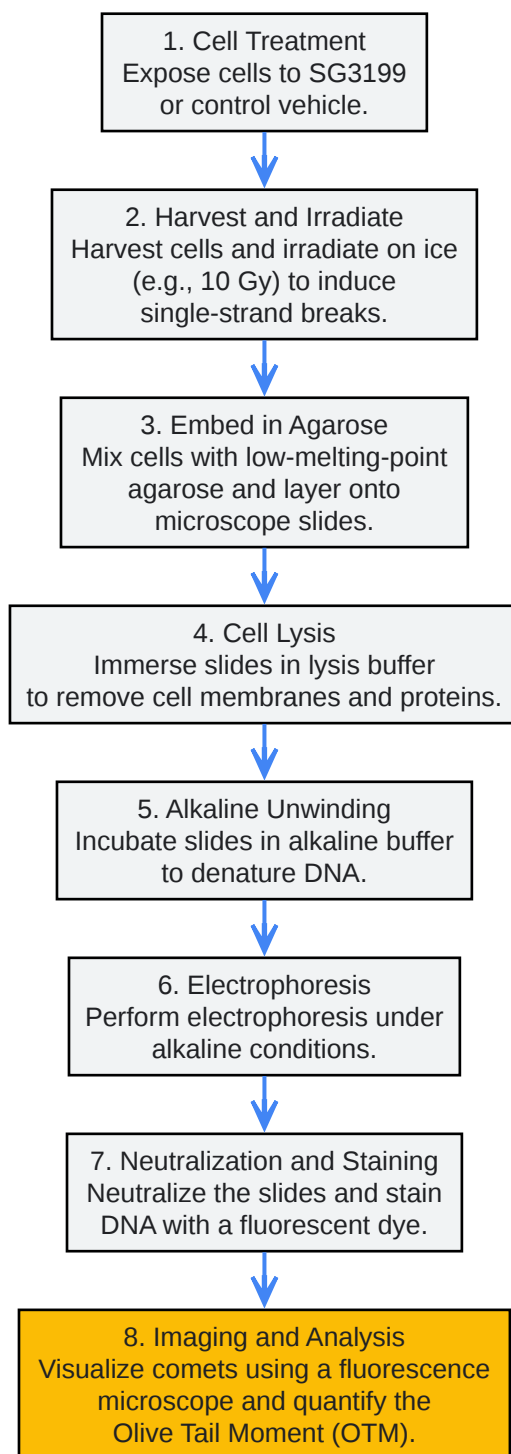 1. Cell Treatment
Expose cells to SG3199
or control vehicle.
2. Harvest and Irradiate
Harvest cells and irradiate on ice
(e.g., 10 Gy) to induce
single-strand breaks.
3. Embed in Agarose
Mix cells with low-melting-point
agarose and layer onto
microscope slides.
4. Cell Lysis
Immerse slides in lysis buffer
to remove cell membranes and proteins.
5. Alkaline Unwinding
Incubate slides in alkaline buffer
to denature DNA.
6. Electrophoresis
Perform electrophoresis under
alkaline conditions.
7. Neutralization and Staining
Neutralize the slides and stain
DNA with a fluorescent dye.
8. Imaging and Analysis
Visualize comets using a fluorescence
microscope and quantify the
Olive Tail Moment (OTM).